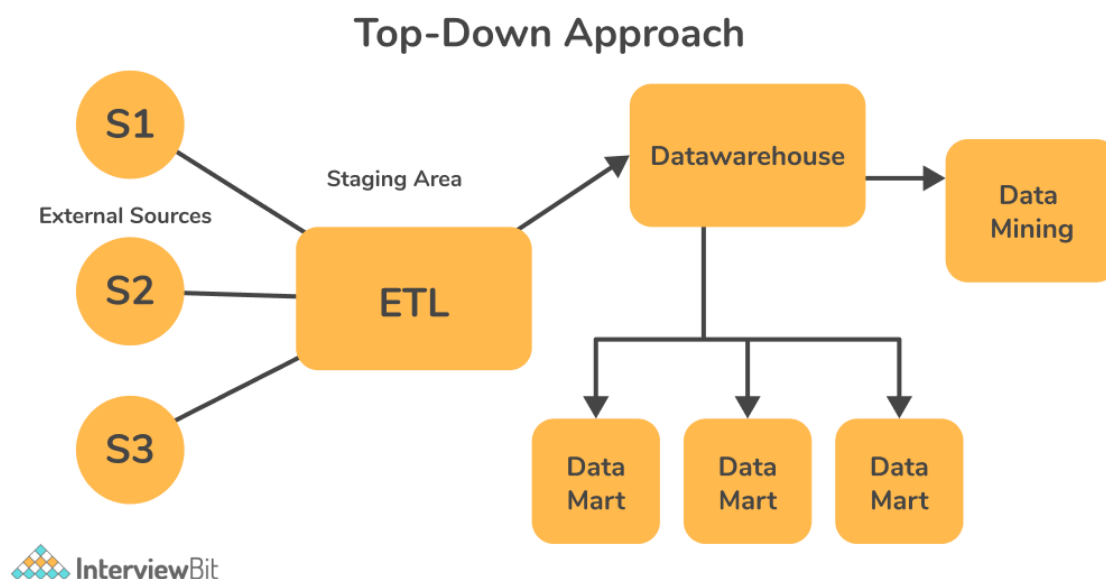 Top-Down Approach
S1
External Sources
S2
S3
Staging Area
ETL
Datawarehouse
Data
Mining
Data
Mart
Data
Mart
Data
Mart
InterviewBit